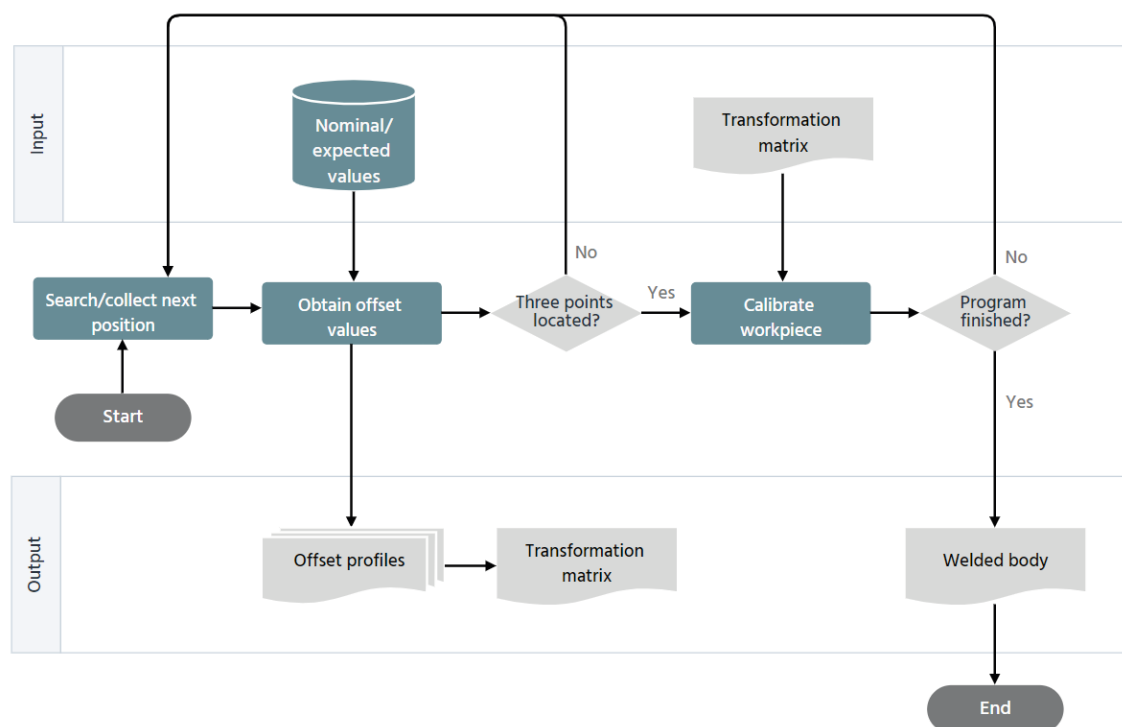 Input
Nominal/
expected
values
Transformation
matrix
No
No
Search/collect next
position
Obtain offset
values
Three points
located?
Yes
Calibrate
workpiece
Program
finished?
Start
Yes
Output
Offset profiles
Transformation
matrix
Welded body
End